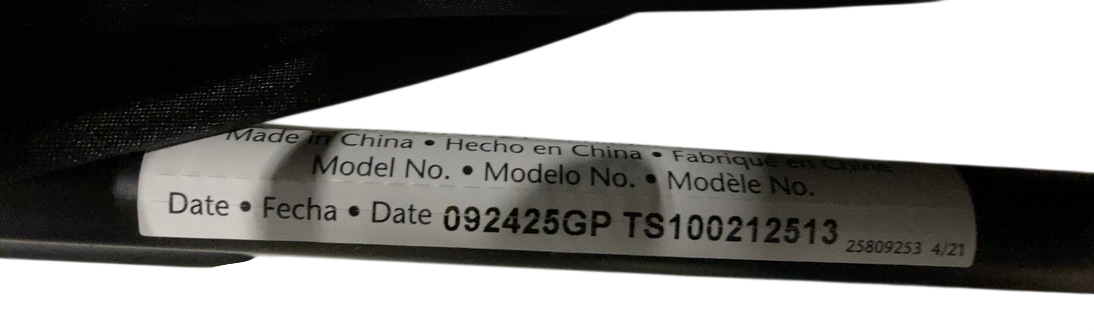 Made in China • Hecho en China • Fabriqué en Chine
Model No. • Modelo No. • Modèle No.
Date • Fecha • Date 092425GP TS100212513
25809253 4/21